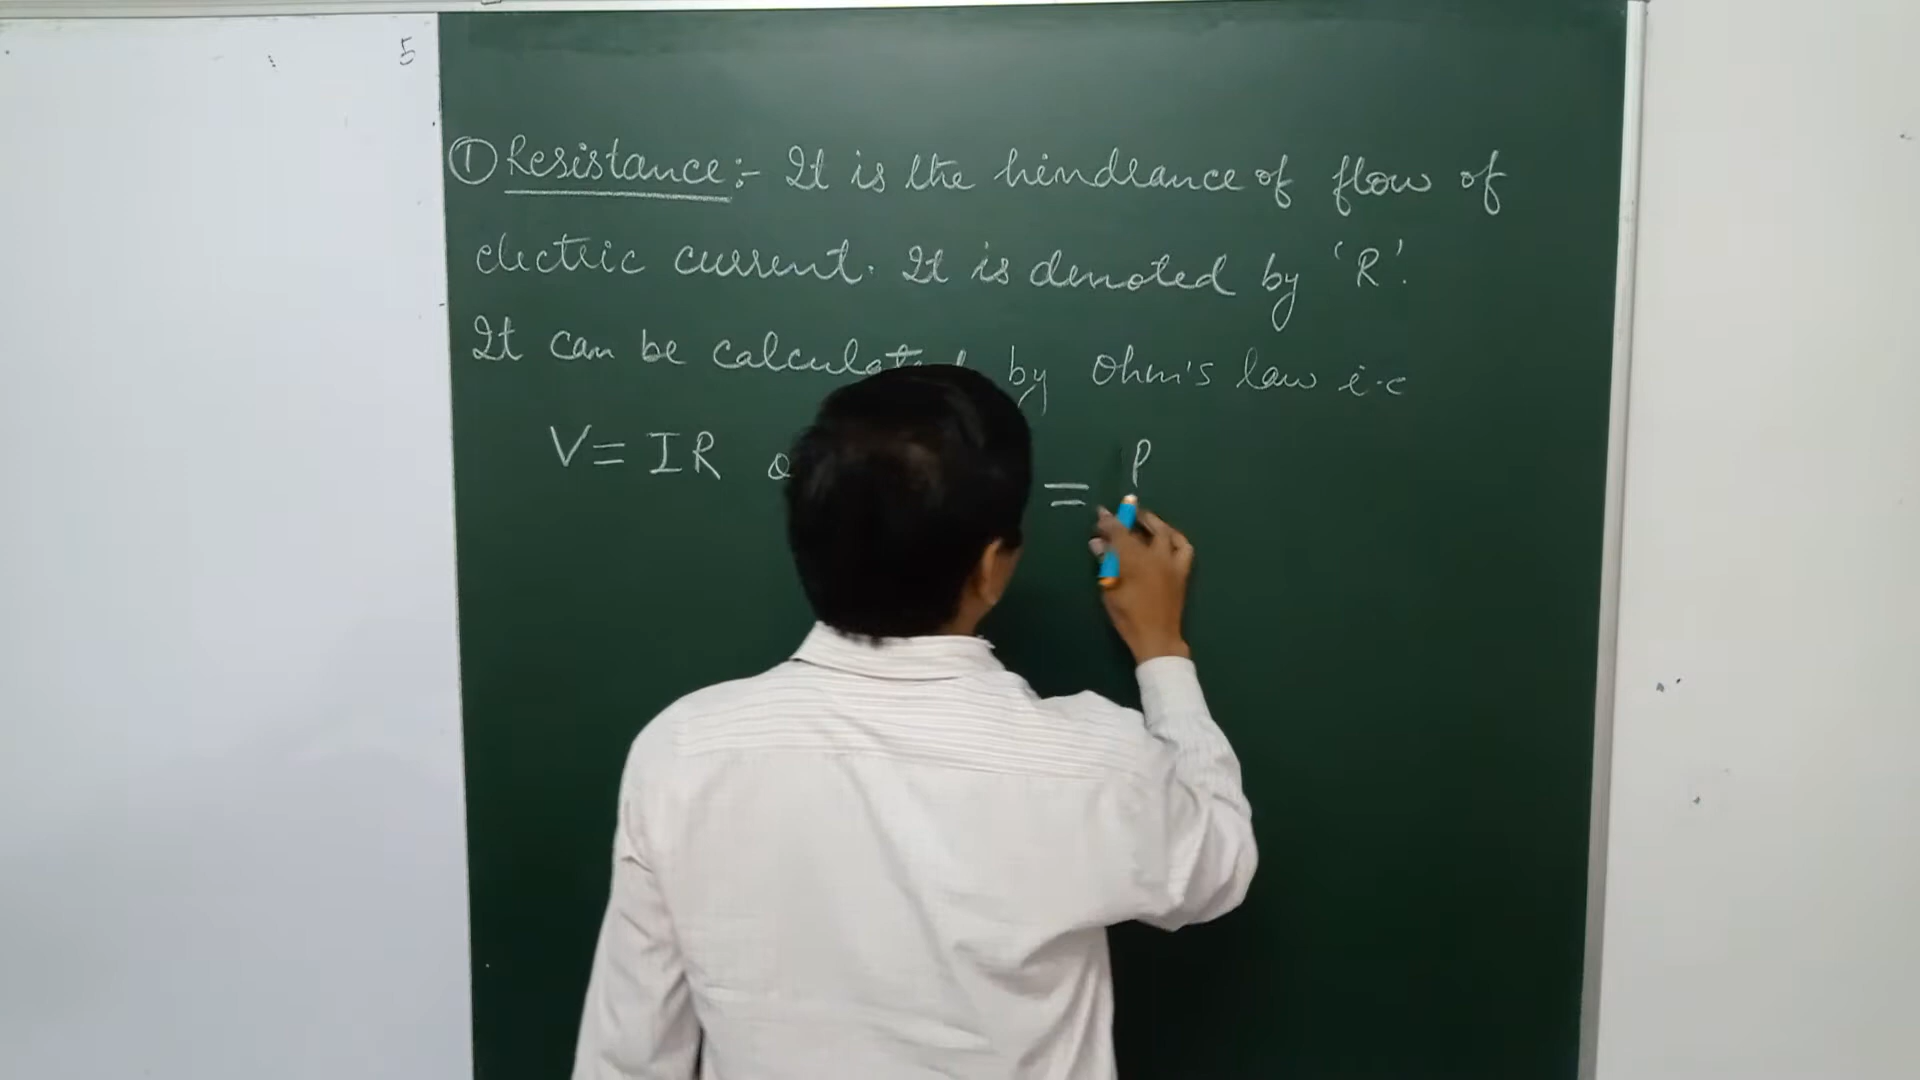 5
① Resistance:- It is the hindrance of flow of
electric current. It is denoted by 'R'.
It can be calculated by Ohm's law i.e
V = IR = P